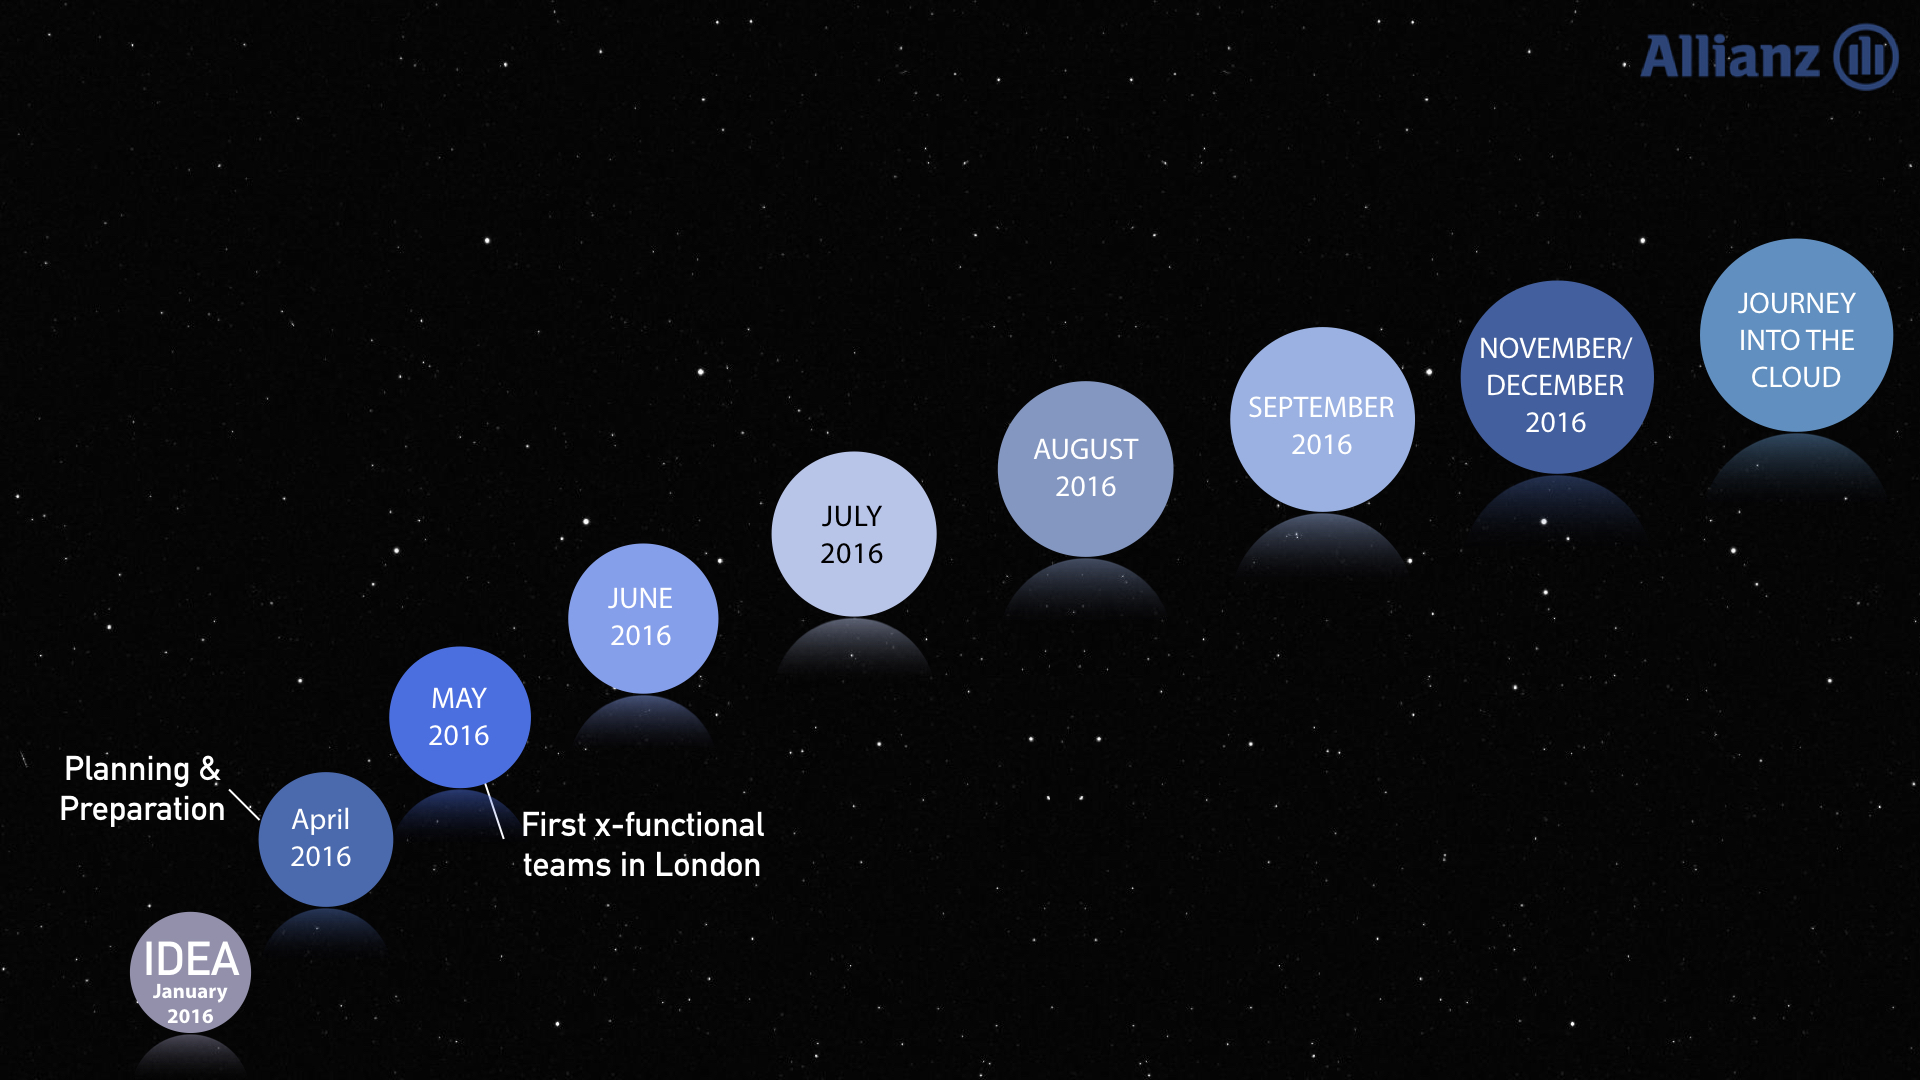 Allianz
JOURNEY
INTO THE
CLOUD
NOVEMBER/
DECEMBER
2016
SEPTEMBER
2016
AUGUST
2016
JULY
2016
JUNE
2016
MAY
2016
First x-functional
teams in London
Planning &
Preparation
April
2016
IDEA
January
2016